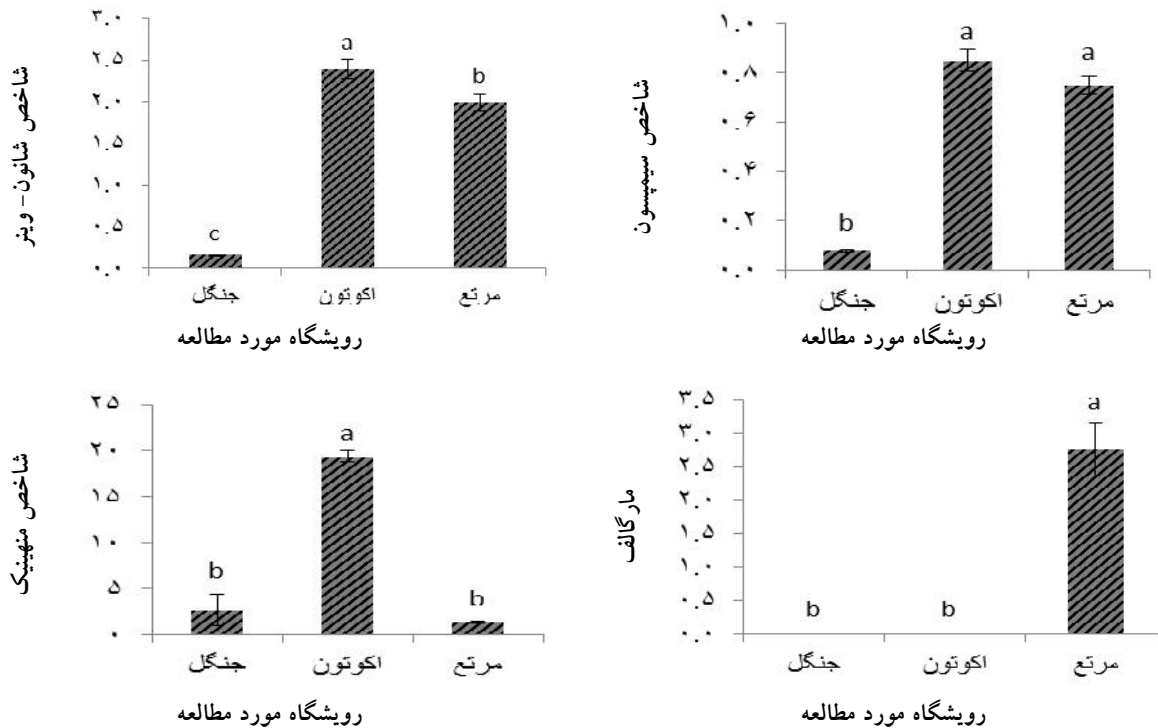 شاخص شانون- وینر
۳.۰
۲.۵
۲.۰
۱.۵
۱.۰
۰.۵
۰.۰
c
a
b
جنگل
اکوتون
مرتع
رویشگاه مورد مطالعه
شاخص سیمپسون
۱.۰
۰.۸
۰.۶
۰.۴
۰.۲
۰.۰
b
a
a
جنگل
اکوتون
مرتع
رویشگاه مورد مطالعه
شاخص منهینیک
۲۵
۲۰
۱۵
۱۰
۵
۰
b
a
b
جنگل
اکوتون
مرتع
رویشگاه مورد مطالعه
مارگالف
۳.۵
۳.۰
۲.۵
۲.۰
۱.۵
۱.۰
۰.۵
۰.۰
b
b
a
جنگل
اکوتون
مرتع
رویشگاه مورد مطالعه